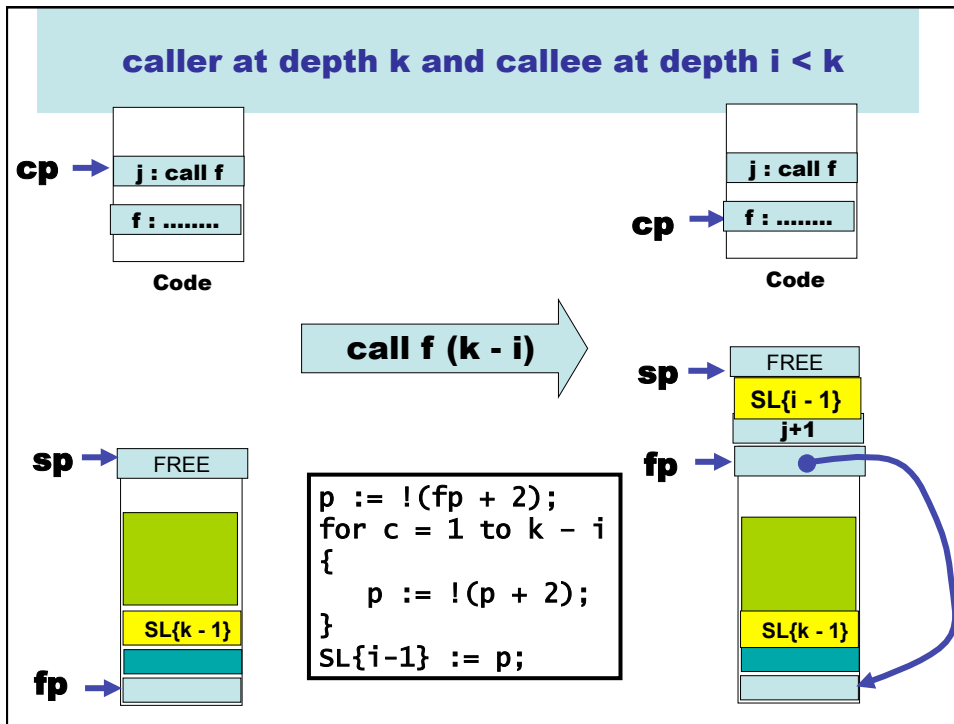 caller at depth k and callee at depth i < k
cp
j : call f
f : ........
Code
j : call f
cp
f : ........
Code
call f (k - i)
sp
FREE
SL{k - 1}
fp
p := !(fp + 2);
for c = 1 to k – i
{
p := !(p + 2);
}
SL{i-1} := p;
sp
FREE
SL{i - 1}
j+1
fp
SL{k - 1}